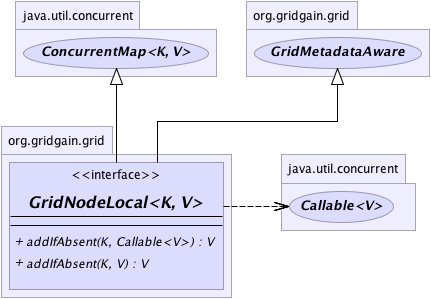 java.util.concurrent
ConcurrentMap<K, V>
org.gridgain.grid
GridMetadataAware
org.gridgain.grid
<<interface>>
GridNodeLocal<K, V>
+ addIfAbsent(K, Callable<V>) : V
+ addIfAbsent(K, V) : V
java.util.concurrent
Callable<V>